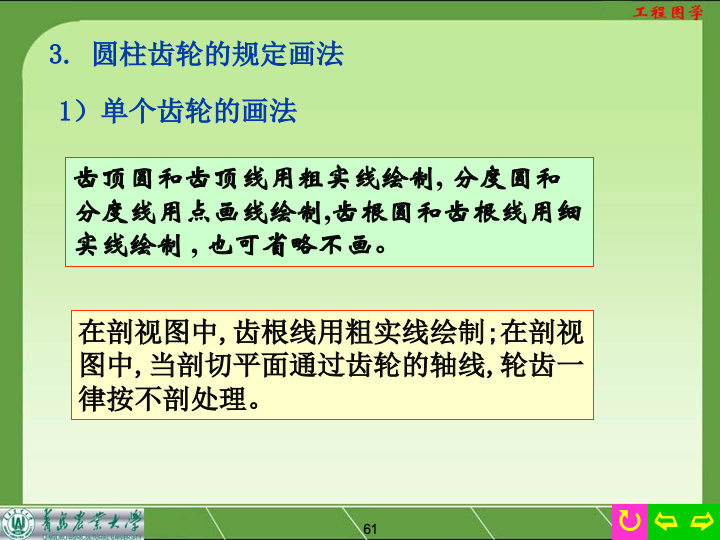 工程图学
3. 圆柱齿轮的规定画法
1）单个齿轮的画法
齿顶圆和齿顶线用粗实线绘制, 分度圆和
分度线用点画线绘制,齿根圆和齿根线用细
实线绘制 , 也可省略不画。
在剖视图中,齿根线用粗实线绘制;在剖视
图中,当剖切平面通过齿轮的轴线,轮齿一
律按不剖处理。
青岛农业大学
61